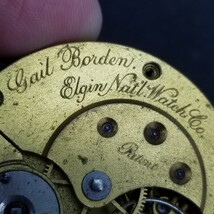 Gail Borden,
Elgin Nat'l Watch Co.
Patent